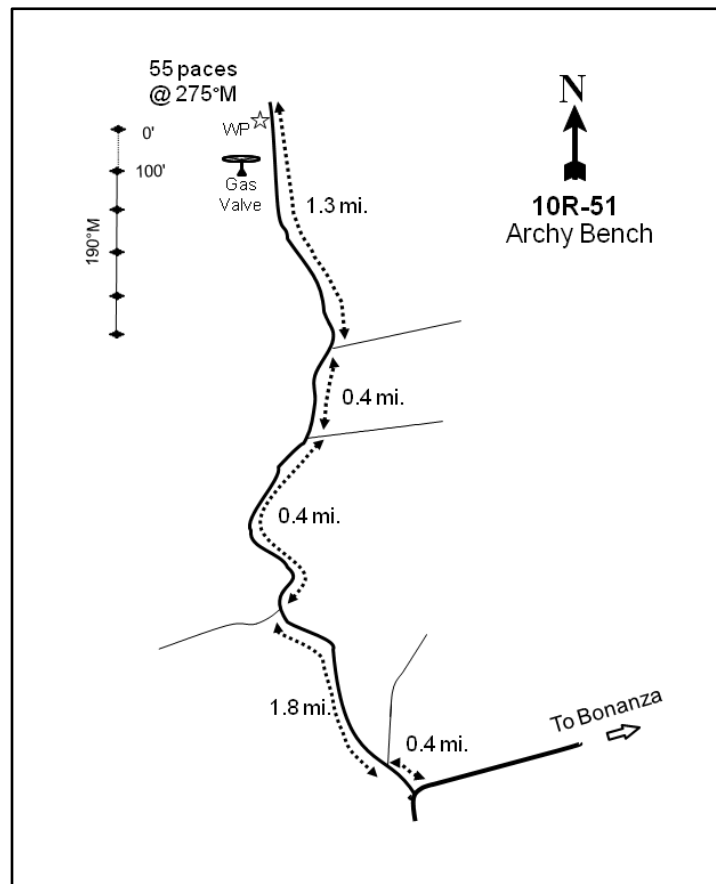 55 paces
@ 275°M
N
0'
WP
100'
Gas
Valve
1.3 mi.
10R-51
Archy Bench
190°M
0.4 mi.
0.4 mi.
1.8 mi.
To Bonanza
0.4 mi.